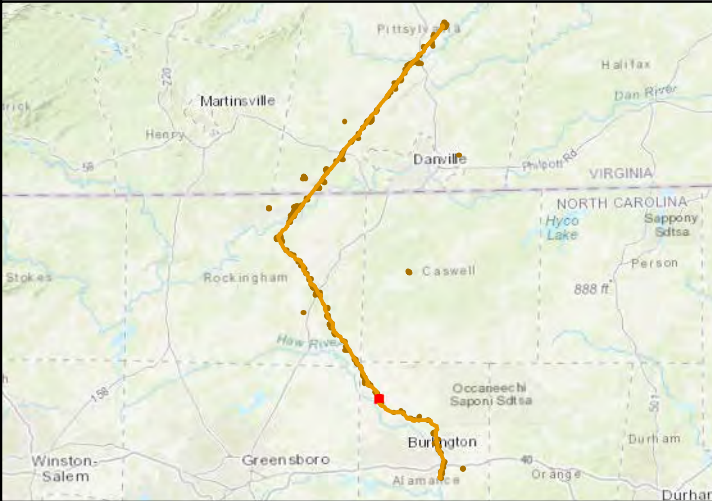 Pittsylvania
Halifax
220
Martinsville
Dan River
Henry
58
Danville
Philpott Rd
VIRGINIA
NORTH CAROLINA
Hyco
Lake
Sappony
Sdtsa
Stokes
Rockingham
Caswell
Person
888 ft
Haw River
158
Occaneechi
Saponi Sdtsa
501
Burlington
Durham
Winston-
Salem
Greensboro
40
Alamance
Orange
Durham